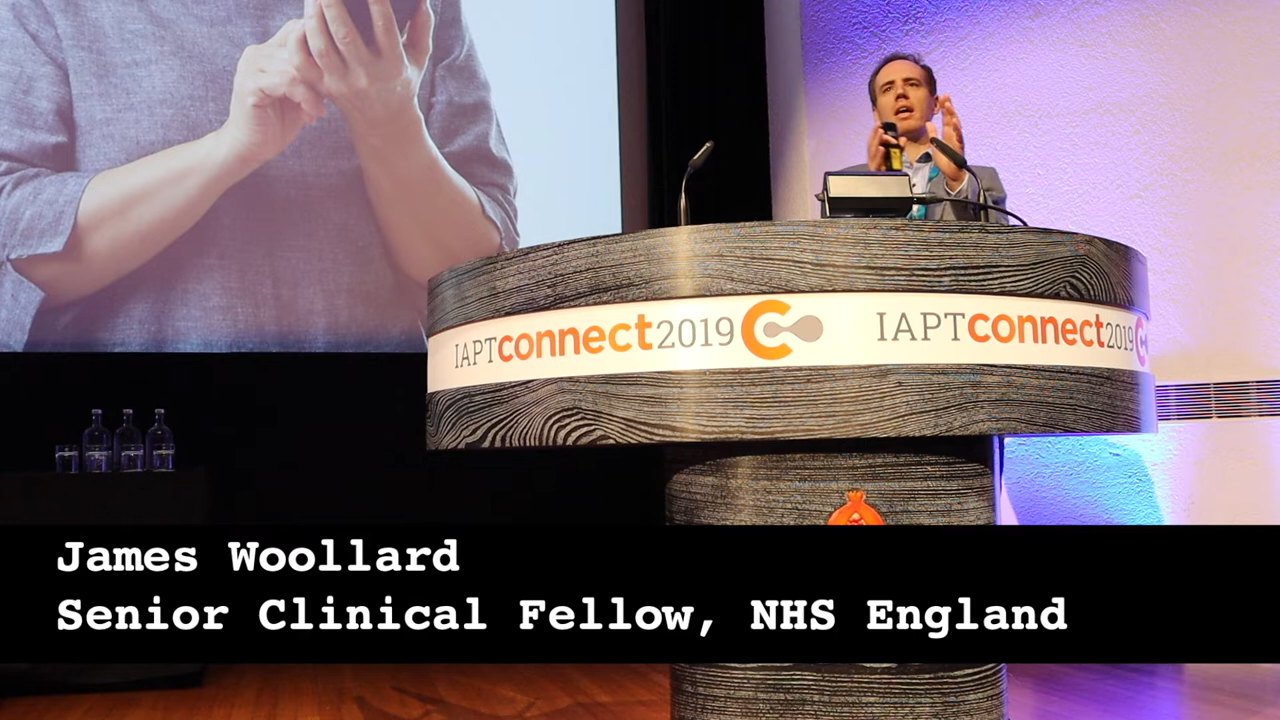 IAPTconnect2019
IAPTconnect2019
James Woollard
Senior Clinical Fellow, NHS England